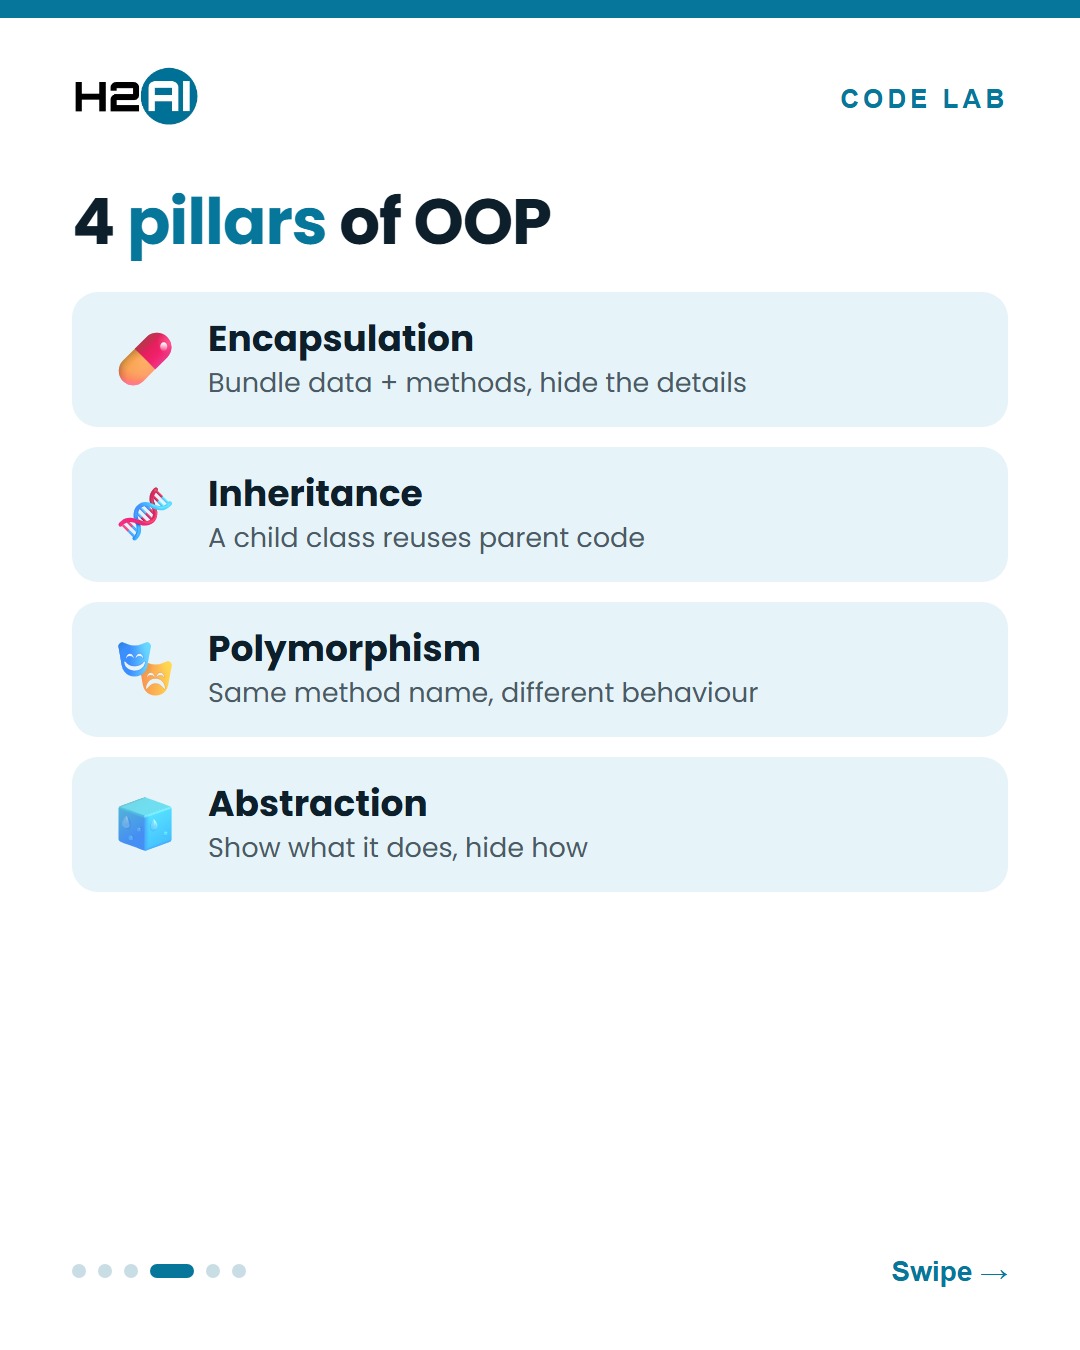 H2AI
CODE LAB
4 pillars of OOP
Encapsulation
Bundle data + methods, hide the details
Inheritance
A child class reuses parent code
Polymorphism
Same method name, different behaviour
Abstraction
Show what it does, hide how
Swipe →